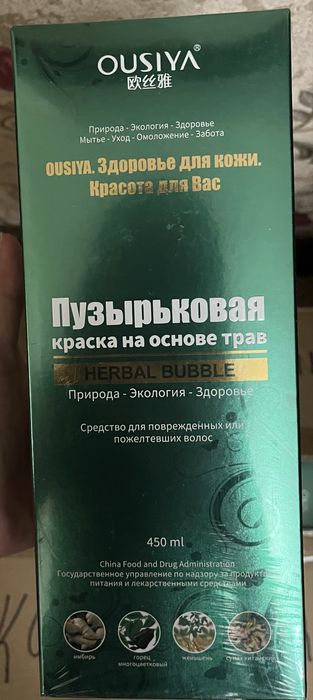 OUSIYA®
欧丝雅
Природа - Экология - Здоровье
Мытье - Уход - Омоложение - Забота
OUSIYA. Здоровье для кожи.
Красота для Вас
Пузырьковая
краска на основе трав
HERBAL BUBBLE
Природа - Экология - Здоровье
Средство для поврежденных или
пожелтевших волос
450 ml
China Food and Drug Administration
Государственное управление по надзору за продуктами
питания и лекарственными средствами
имбирь
горец
многоцветковый
женьшень
сумах китайский